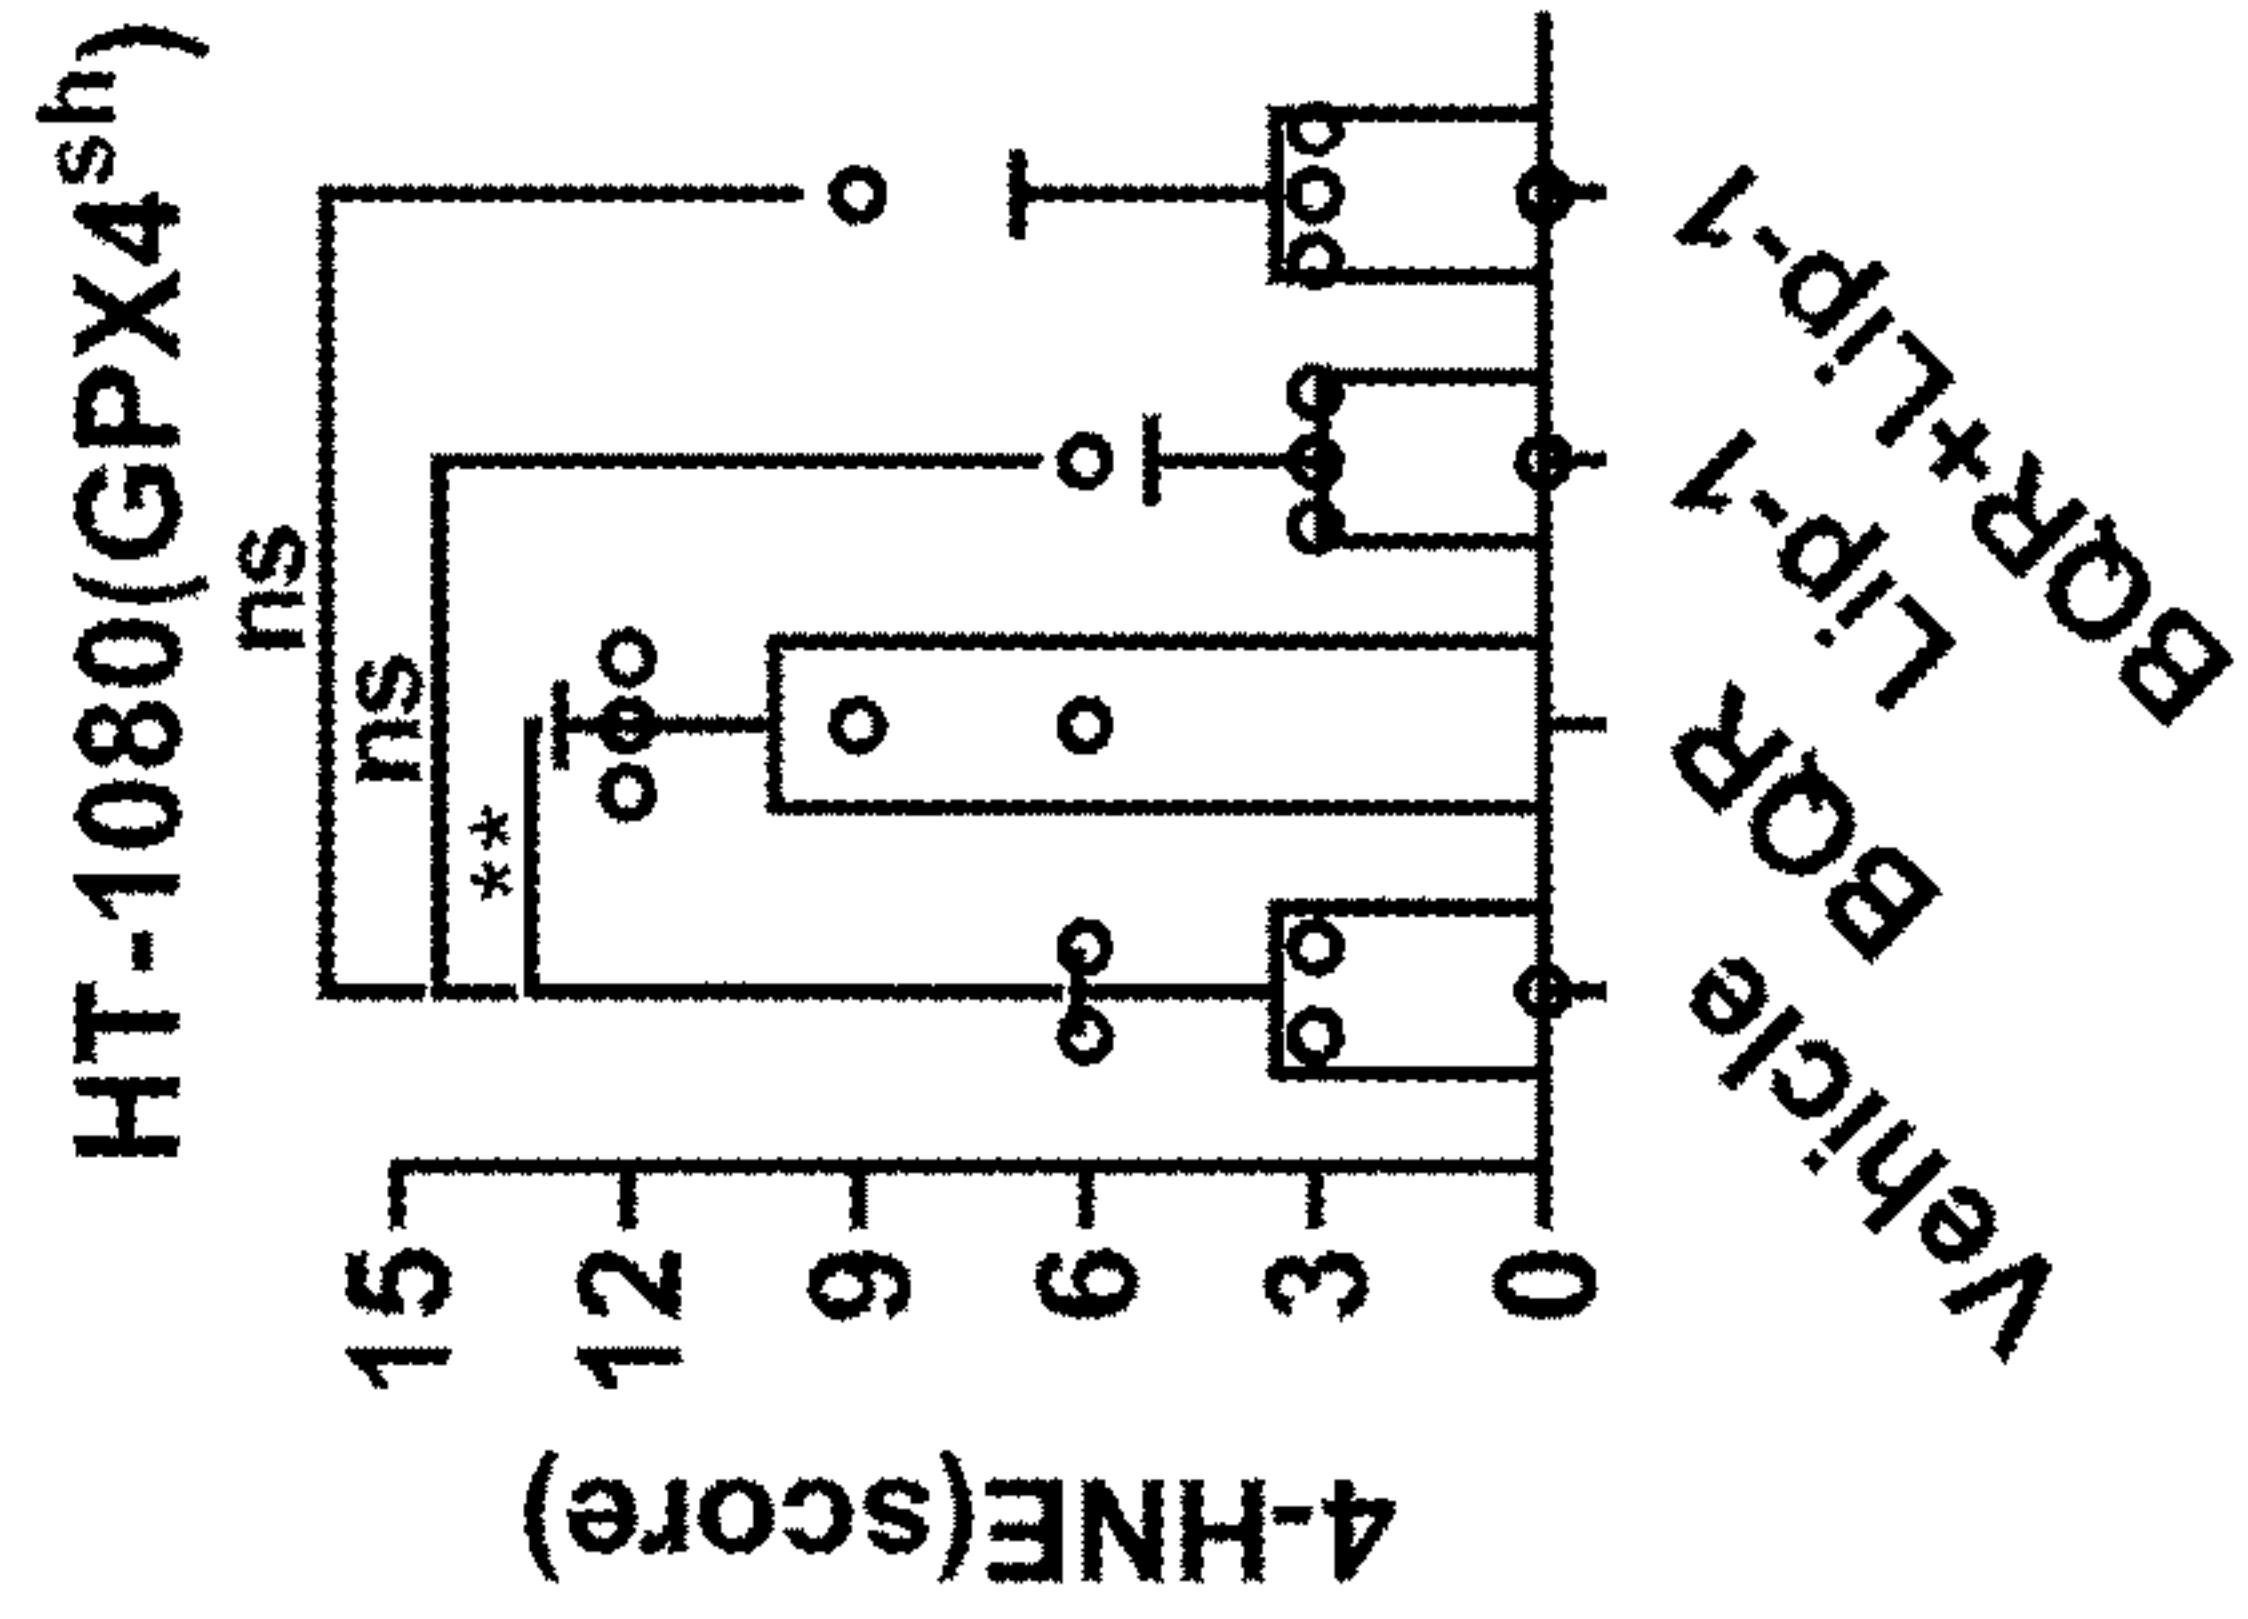 HT-1080(GPX4sh)
ns
ns
**
15
12
9
6
3
0
4-HNE(score)
Vehicle
BQR
Lip-1
BQR+Lip-1